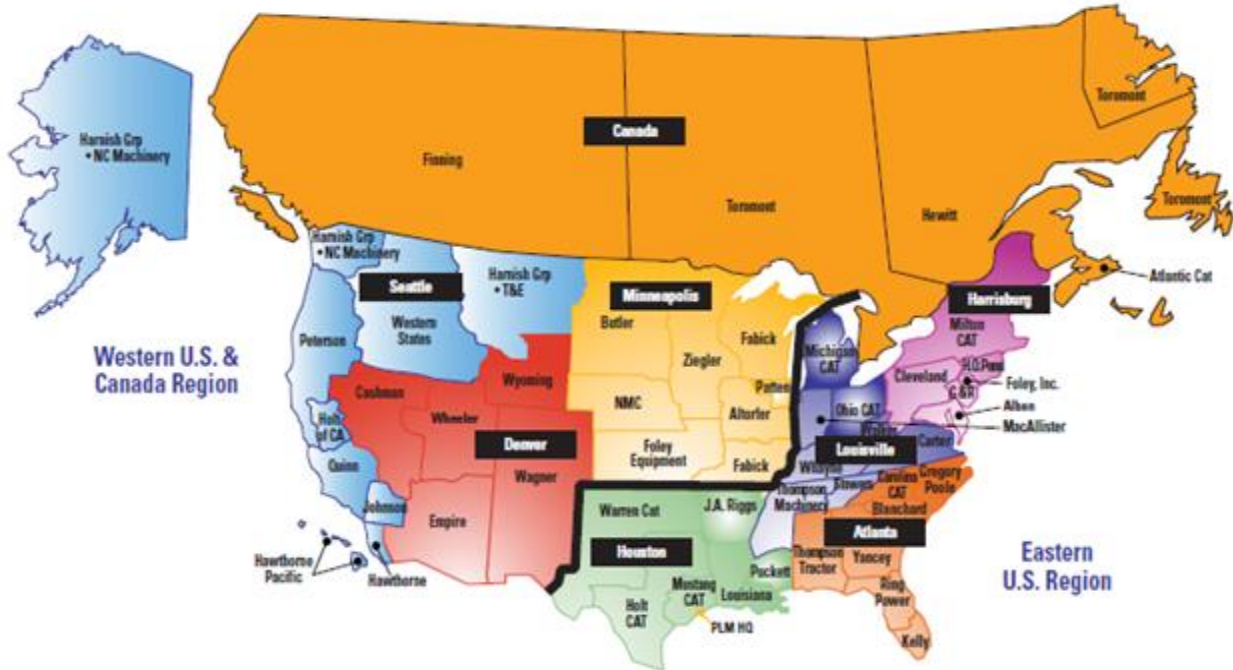 Harnish Grp
• NC Machinery
Finning
Canada
Toromont
Toromont
Hewitt
Toromont
Atlantic Cat
Harnish Grp
• NC Machinery
Seattle
Harnish Grp
• T&E
Western
States
Peterson
Holt
of CA
Quinn
Johnson
Hawthorne
Hawthorne
Pacific
Western U.S. &
Canada Region
Minneapolis
Butler
Ziegler
Fabick
Patten
NMC
Altorfer
Foley
Equipment
Fabick
Cashman
Wyoming
Wheeler
Denver
Wagner
Empire
Harrisburg
Milton
CAT
H.O. Penn
Cleveland
Foley, Inc.
Alban
MacAllister
Michigan
CAT
Ohio CAT
Louisville
Carter
Whayne
Stowers
Thompson
Machinery
Carolina
CAT
Gregory
Poole
Blanchard
Atlanta
Thompson
Tractor
Yancey
Ring
Power
Kelly
Warren Cat
J.A. Riggs
Houston
Mustang
CAT
Puckett
Louisiana
Holt
CAT
PLM HQ
Eastern
U.S. Region